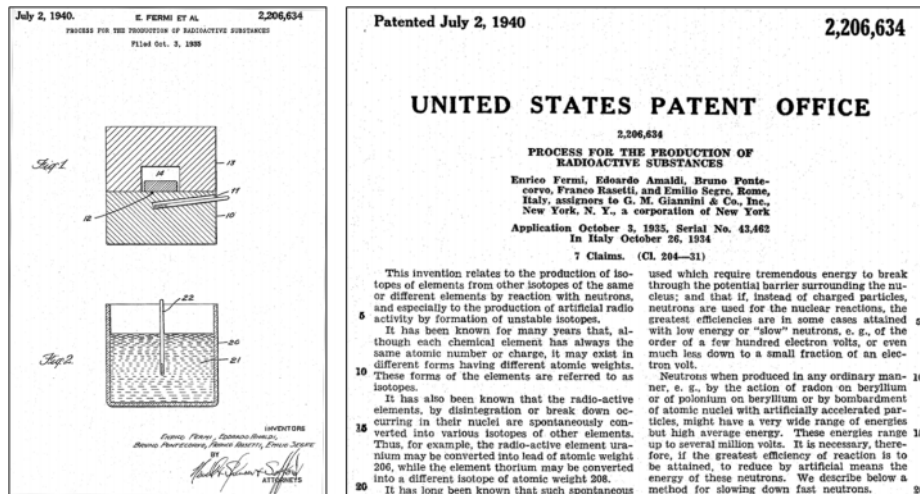 July 2, 1940.
E. FERMI ET AL
2,206,634
PROCESS FOR THE PRODUCTION OF RADIOACTIVE SUBSTANCES
Filed Oct. 3, 1935
Fig.1.
13
14
11
12
10
Fig.2.
22
20
21
INVENTORS
ENRICO FERMI, EDOARDO AMALDI,
BRUNO PONTECORVO, FRANCO RASETTI, EMILIO SEGRE
BY
ATTORNEYS
Patented July 2, 1940
2,206,634
UNITED STATES PATENT OFFICE
2,206,634
PROCESS FOR THE PRODUCTION OF
RADIOACTIVE SUBSTANCES
Enrico Fermi, Edoardo Amaldi, Bruno Ponte-
corvo, Franco Rasetti, and Emilio Segre, Rome,
Italy, assignors to G. M. Giannini & Co., Inc.,
New York, N. Y., a corporation of New York
Application October 3, 1935, Serial No. 43,462
In Italy October 26, 1934
7 Claims. (Cl. 204—31)
This invention relates to the production of iso-
topes of elements from other isotopes of the same
or different elements by reaction with neutrons,
and especially to the production of artificial radio
5 activity by formation of unstable isotopes.
It has been known for many years that, al-
though each chemical element has always the
same atomic number or charge, it may exist in
different forms having different atomic weights.
10 These forms of the elements are referred to as
isotopes.
It has also been known that the radio-active
elements, by disintegration or break down oc-
curring in their nuclei are spontaneously con-
15 verted into various isotopes of other elements.
Thus, for example, the radio-active element ura-
nium may be converted into lead of atomic weight
206, while the element thorium may be converted
into a different isotope of atomic weight 208.
20 It has long been known that such spontaneous
used which require tremendous energy to break
through the potential barrier surrounding the nu-
cleus; and that if, instead of charged particles,
neutrons are used for the nuclear reactions, the
greatest efficiencies are in some cases attained
with low energy or "slow" neutrons, e. g., of the
order of a few hundred electron volts, or even
much less down to a small fraction of an elec-
tron volt.
Neutrons when produced in any ordinary man-
ner, e. g., by the action of radon on beryllium
or of polonium on beryllium or by bombardment
of atomic nuclei with artificially accelerated par-
ticles, might have a very wide range of energies
but high average energy. These energies range
up to several million volts. It is necessary, there-
fore, if the greatest efficiency of reaction is to
be attained, to reduce by artificial means the
energy of these neutrons. We describe below a
method for slowing down fast neutrons.